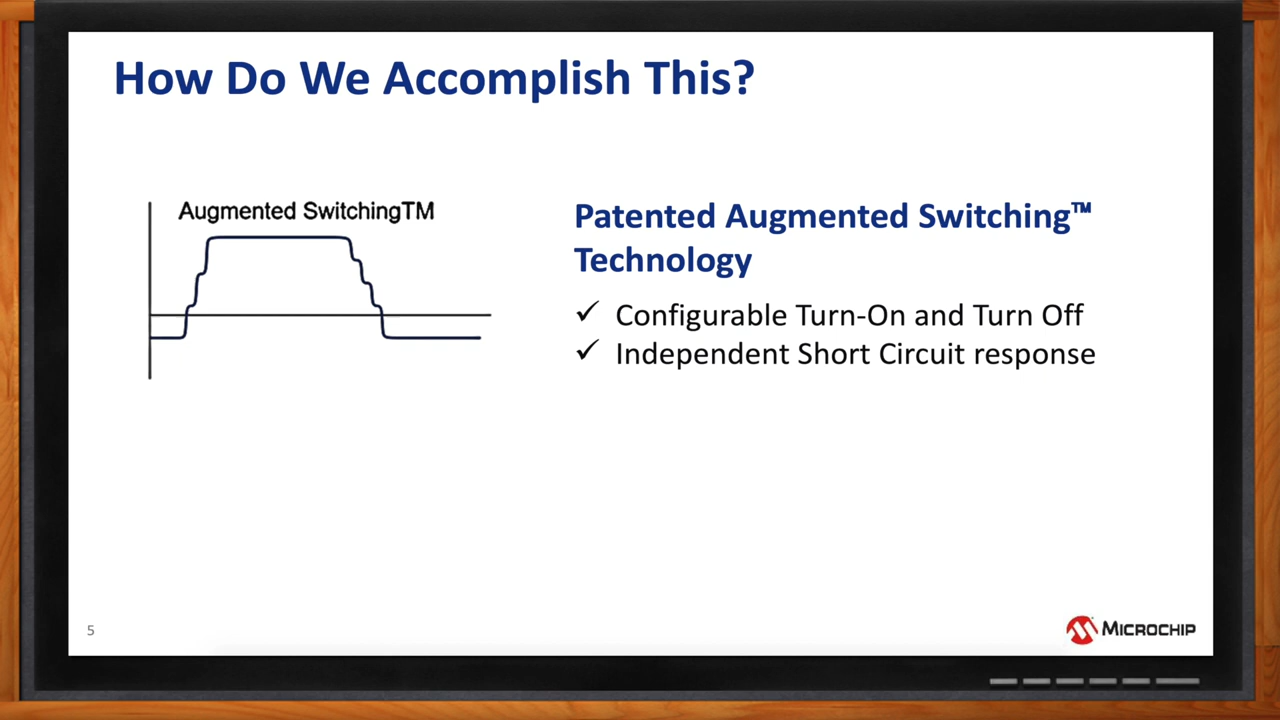 How Do We Accomplish This?
Augmented SwitchingTM
Patented Augmented Switching™
Technology
✓ Configurable Turn-On and Turn Off
✓ Independent Short Circuit response
5
MICROCHIP